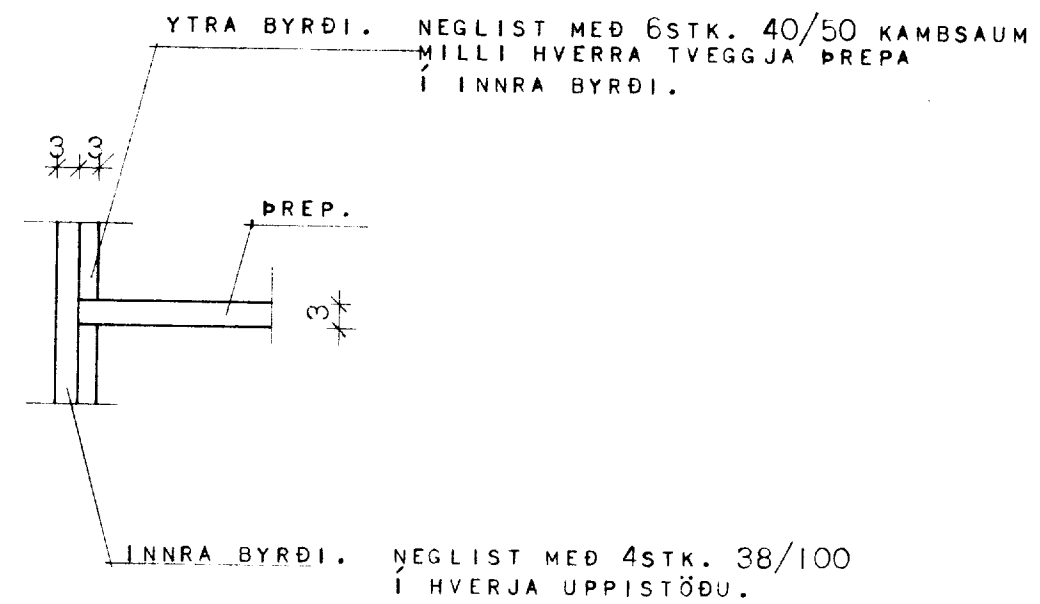 YTRA BYRÐI. NEGLIST MEÐ 6STK. 40/50 KAMBSAUM
MILLI HVERRA TVEGGJA ÞREPA
Í INNRA BYRÐI.
3 3
ÞREP.
3
INNRA BYRÐI. NEGLIST MEÐ 4STK. 38/100
Í HVERJA UPPISTÖÐU.